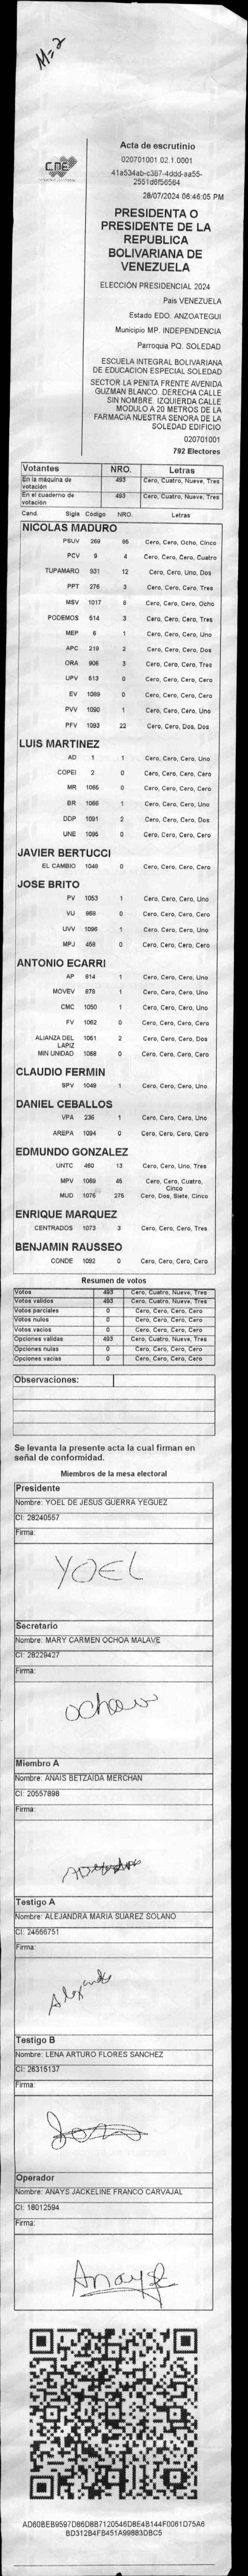 M=2
CNE
Acta de escrutinio
020701001.02.1.0001
41a534ab-c387-4ddd-aa55-
2551d6f56564
28/07/2024 06:46:05 PM
PRESIDENTA O
PRESIDENTE DE LA
REPUBLICA
BOLIVARIANA DE
VENEZUELA
ELECCIÓN PRESIDENCIAL 2024
Pais VENEZUELA
Estado EDO. ANZOATEGUI
Municipio MP. INDEPENDENCIA
Parroquia PQ. SOLEDAD
ESCUELA INTEGRAL BOLIVARIANA
DE EDUCACION ESPECIAL SOLEDAD
SECTOR LA PENITA FRENTE AVENIDA
GUZMAN BLANCO. DERECHA CALLE
SIN NOMBRE. IZQUIERDA CALLE
MODULO A 20 METROS DE LA
FARMACIA NUESTRA SENORA DE LA
SOLEDAD EDIFICIO
020701001
792 Electores
Votantes NRO. Letras
En la máquina de votación 493 Cero, Cuatro, Nueve, Tres
En el cuaderno de votación 493 Cero, Cuatro, Nueve, Tres
Cand. Sigla Código NRO. Letras
NICOLAS MADURO
PSUV 269 85 Cero, Cero, Ocho, Cinco
PCV 9 4 Cero, Cero, Cero, Cuatro
TUPAMARO 931 12 Cero, Cero, Uno, Dos
PPT 276 3 Cero, Cero, Cero, Tres
MSV 1017 8 Cero, Cero, Cero, Ocho
PODEMOS 514 3 Cero, Cero, Cero, Tres
MEP 6 1 Cero, Cero, Cero, Uno
APC 219 2 Cero, Cero, Cero, Dos
ORA 906 3 Cero, Cero, Cero, Tres
UPV 513 0 Cero, Cero, Cero, Cero
EV 1089 0 Cero, Cero, Cero, Cero
PVV 1090 1 Cero, Cero, Cero, Uno
PFV 1093 22 Cero, Cero, Dos, Dos
LUIS MARTINEZ
AD 1 1 Cero, Cero, Cero, Uno
COPEI 2 0 Cero, Cero, Cero, Cero
MR 1065 0 Cero, Cero, Cero, Cero
BR 1066 1 Cero, Cero, Cero, Uno
DDP 1091 2 Cero, Cero, Cero, Dos
UNE 1095 0 Cero, Cero, Cero, Cero
JAVIER BERTUCCI
EL CAMBIO 1048 0 Cero, Cero, Cero, Cero
JOSE BRITO
PV 1053 1 Cero, Cero, Cero, Uno
VU 968 0 Cero, Cero, Cero, Cero
UVV 1096 1 Cero, Cero, Cero, Uno
MPJ 458 0 Cero, Cero, Cero, Cero
ANTONIO ECARRI
AP 814 1 Cero, Cero, Cero, Uno
MOVEV 879 1 Cero, Cero, Cero, Uno
CMC 1050 1 Cero, Cero, Cero, Uno
FV 1062 0 Cero, Cero, Cero, Cero
ALIANZA DEL LAPIZ 1061 2 Cero, Cero, Cero, Dos
MIN UNIDAD 1068 0 Cero, Cero, Cero, Cero
CLAUDIO FERMIN
SPV 1049 1 Cero, Cero, Cero, Uno
DANIEL CEBALLOS
VPA 236 1 Cero, Cero, Cero, Uno
AREPA 1094 0 Cero, Cero, Cero, Cero
EDMUNDO GONZALEZ
UNTC 460 13 Cero, Cero, Uno, Tres
MPV 1069 45 Cero, Cero, Cuatro, Cinco
MUD 1075 275 Cero, Dos, Siete, Cinco
ENRIQUE MARQUEZ
CENTRADOS 1073 3 Cero, Cero, Cero, Tres
BENJAMIN RAUSSEO
CONDE 1092 0 Cero, Cero, Cero, Cero
Resumen de votos
Votos 493 Cero, Cuatro, Nueve, Tres
Votos validos 493 Cero, Cuatro, Nueve, Tres
Votos parciales 0 Cero, Cero, Cero, Cero
Votos nulos 0 Cero, Cero, Cero, Cero
Votos vacios 0 Cero, Cero, Cero, Cero
Opciones validas 493 Cero, Cuatro, Nueve, Tres
Opciones nulas 0 Cero, Cero, Cero, Cero
Opciones vacias 0 Cero, Cero, Cero, Cero
Observaciones:
Se levanta la presente acta la cual firman en
señal de conformidad.
Miembros de la mesa electoral
Presidente
Nombre: YOEL DE JESUS GUERRA YEGUEZ
CI: 28240557
Firma:
YOEL
Secretario
Nombre: MARY CARMEN OCHOA MALAVE
CI: 28229427
Firma:
Ochoa
Miembro A
Nombre: ANAIS BETZAIDA MERCHAN
CI: 20557898
Firma:
Testigo A
Nombre: ALEJANDRA MARIA SUAREZ SOLANO
CI: 24666751
Firma:
Testigo B
Nombre: LENA ARTURO FLORES SANCHEZ
CI: 26315137
Firma:
Operador
Nombre: ANAYS JACKELINE FRANCO CARVAJAL
CI: 18012594
Firma:
AD60BEB9597D86D8B7120546D8E4B144F0061D75A6
BD312B4FB451A99883DBC5